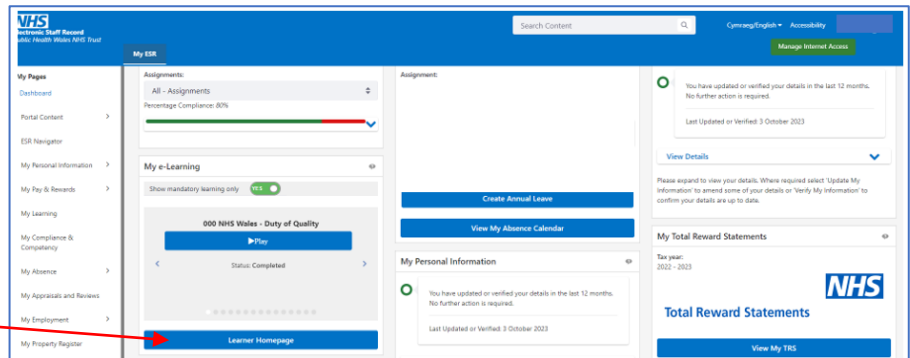 NHS
Electronic Staff Record
Public Health Wales NHS Trust
Search Content
Cymraeg/English
Accessibility
Manage Internet Access
My ESR
My Pages
Dashboard
Portal Content
ESR Navigator
My Personal Information
My Pay & Rewards
My Learning
My Compliance &
Competency
My Absence
My Appraisals and Reviews
My Employment
My Property Register
Assignments:
All - Assignments
Percentage Compliance: 80%
My e-Learning
Show mandatory learning only
YES
000 NHS Wales - Duty of Quality
Play
Status: Completed
Learner Homepage
Assignment:
Create Annual Leave
View My Absence Calendar
My Personal Information
You have updated or verified your details in the last 12 months.
No further action is required.
Last Updated or Verified: 3 October 2023
You have updated or verified your details in the last 12 months.
No further action is required.
Last Updated or Verified: 3 October 2023
View Details
Please expand to view your details. Where required select 'Update My
Information' to amend some of your details or 'Verify My Information' to
confirm your details are up to date.
My Total Reward Statements
Tax year:
2022 - 2023
NHS
Total Reward Statements
View My TRS